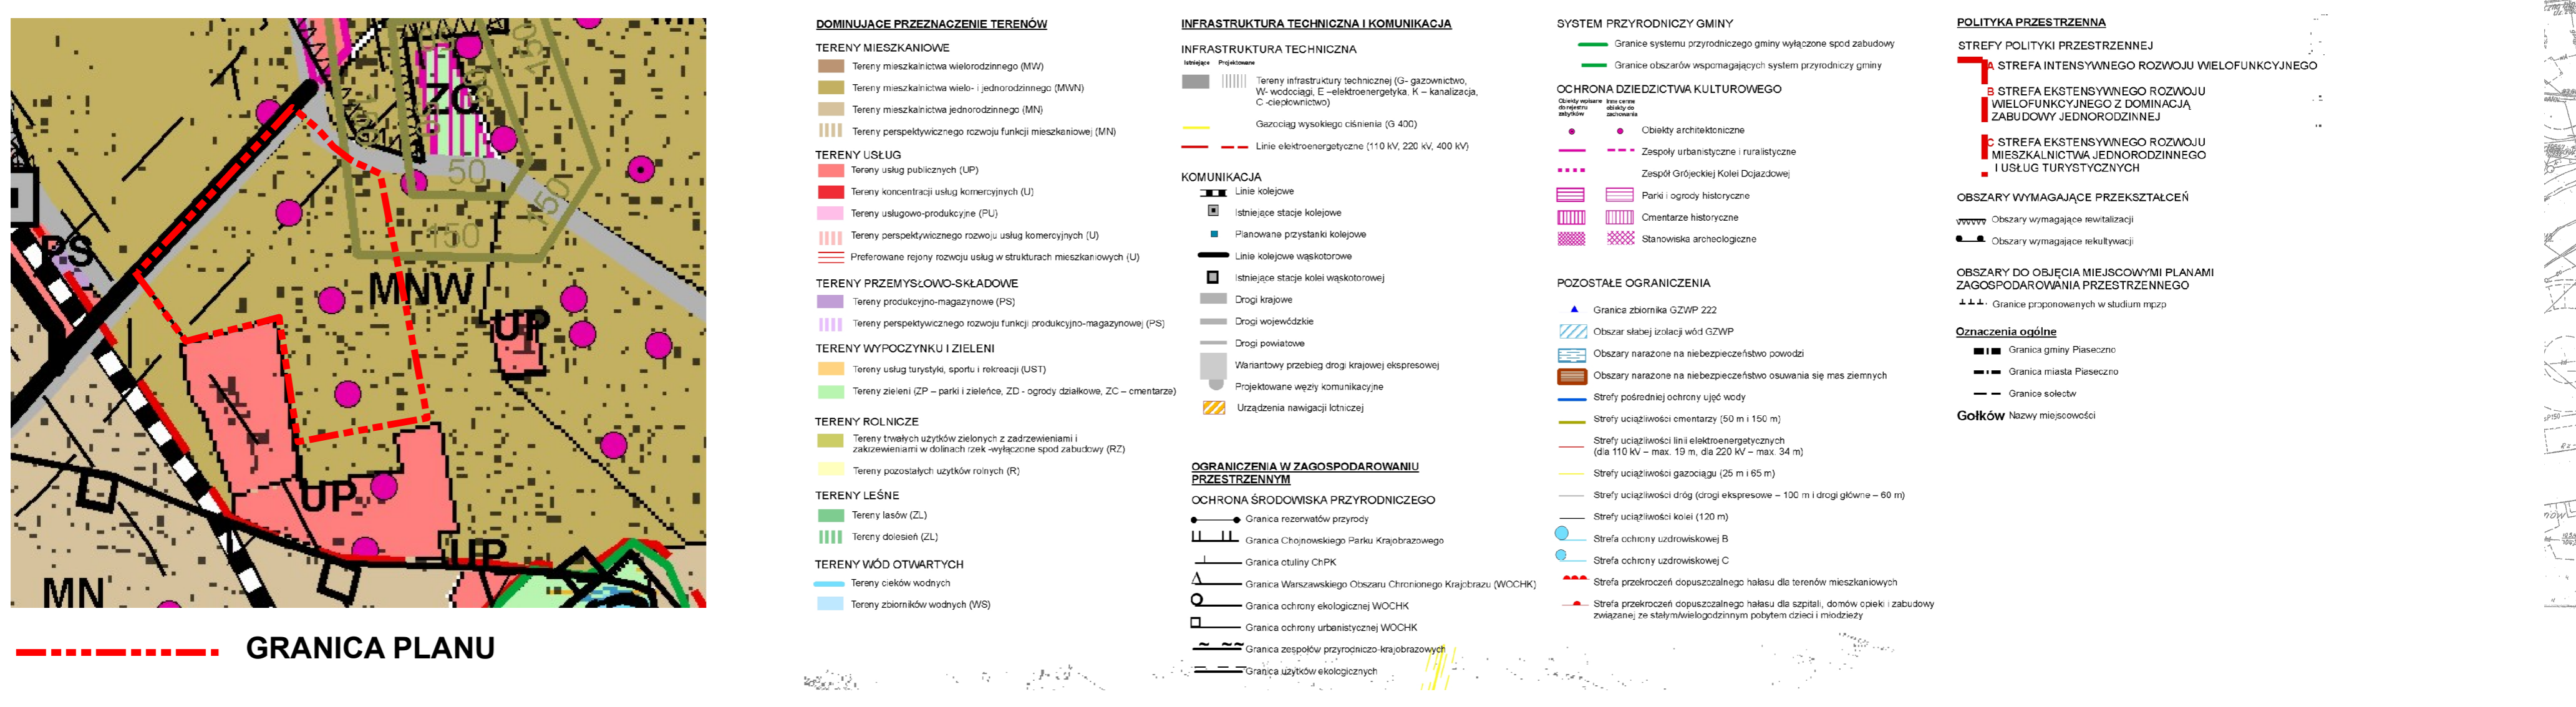 ZC
50
50
150
150
150
150
PS
MNW
UP
UP
UP
MN
GRANICA PLANU
DOMINUJĄCE PRZEZNACZENIE TERENÓW
TERENY MIESZKANIOWE
Tereny mieszkalnictwa wielorodzinnego (MW)
Tereny mieszkalnictwa wielo- i jednorodzinnego (MWN)
Tereny mieszkalnictwa jednorodzinnego (MN)
Tereny perspektywicznego rozwoju funkcji mieszkaniowej (MN)
TERENY USŁUG
Tereny usług publicznych (UP)
Tereny koncentracji usług komercyjnych (U)
Tereny usługowo-produkcyjne (PU)
Tereny perspektywicznego rozwoju usług komercyjnych (U)
Preferowane rejony rozwoju usług w strukturach mieszkaniowych (U)
TERENY PRZEMYSŁOWO-SKŁADOWE
Tereny produkcyjno-magazynowe (PS)
Tereny perspektywicznego rozwoju funkcji produkcyjno-magazynowej (PS)
TERENY WYPOCZYNKU I ZIELENI
Tereny usług turystyki, sportu i rekreacji (UST)
Tereny zieleni (ZP – parki i zieleńce, ZD - ogrody działkowe, ZC – cmentarze)
TERENY ROLNICZE
Tereny trwałych użytków zielonych z zadrzewieniami i
zakrzewieniami w dolinach rzek -wyłączone spod zabudowy (RZ)
Tereny pozostałych użytków rolnych (R)
TERENY LEŚNE
Tereny lasów (ZL)
Tereny dolesień (ZL)
TERENY WÓD OTWARTYCH
Tereny cieków wodnych
Tereny zbiorników wodnych (WS)
INFRASTRUKTURA TECHNICZNA I KOMUNIKACJA
INFRASTRUKTURA TECHNICZNA
Istniejące Projektowane
Tereny infrastruktury technicznej (G- gazownictwo,
W- wodociągi, E –elektroenergetyka, K – kanalizacja,
C -ciepłownictwo)
Gazociąg wysokiego ciśnienia (G 400)
Linie elektroenergetyczne (110 kV, 220 kV, 400 kV)
KOMUNIKACJA
Linie kolejowe
Istniejące stacje kolejowe
Planowane przystanki kolejowe
Linie kolejowe wąskotorowe
Istniejące stacje kolei wąskotorowej
Drogi krajowe
Drogi wojewódzkie
Drogi powiatowe
Wariantowy przebieg drogi krajowej ekspresowej
Projektowane węzły komunikacyjne
Urządzenia nawigacji lotniczej
OGRANICZENIA W ZAGOSPODAROWANIU
PRZESTRZENNYM
OCHRONA ŚRODOWISKA PRZYRODNICZEGO
Granica rezerwatów przyrody
Granica Chojnowskiego Parku Krajobrazowego
Granica otuliny ChPK
Granica Warszawskiego Obszaru Chronionego Krajobrazu (WOCHK)
Granica ochrony ekologicznej WOCHK
Granica ochrony urbanistycznej WOCHK
Granica zespołów przyrodniczo-krajobrazowych
Granica użytków ekologicznych
SYSTEM PRZYRODNICZY GMINY
Granice systemu przyrodniczego gminy wyłączone spod zabudowy
Granice obszarów wspomagających system przyrodniczy gminy
OCHRONA DZIEDZICTWA KULTUROWEGO
Obiekty wpisane do rejestru zabytków
Inne cenne obiekty do zachowania
Obiekty architektoniczne
Zespoły urbanistyczne i ruralistyczne
Zespół Grójeckiej Kolei Dojazdowej
Parki i ogrody historyczne
Cmentarze historyczne
Stanowiska archeologiczne
POZOSTAŁE OGRANICZENIA
Granica zbiornika GZWP 222
Obszar słabej izolacji wód GZWP
Obszary narażone na niebezpieczeństwo powodzi
Obszary narażone na niebezpieczeństwo osuwania się mas ziemnych
Strefy pośredniej ochrony ujęć wody
Strefy uciążliwości cmentarzy (50 m i 150 m)
Strefy uciążliwości linii elektroenergetycznych
(dla 110 kV – max. 19 m, dla 220 kV – max. 34 m)
Strefy uciążliwości gazociągu (25 m i 65 m)
Strefy uciążliwości dróg (drogi ekspresowe – 100 m i drogi główne – 60 m)
Strefy uciążliwości kolei (120 m)
Strefa ochrony uzdrowiskowej B
Strefa ochrony uzdrowiskowej C
Strefa przekroczeń dopuszczalnego hałasu dla terenów mieszkaniowych
Strefa przekroczeń dopuszczalnego hałasu dla szpitali, domów opieki i zabudowy
związanej ze stałym/wielogodzinnym pobytem dzieci i młodzieży
POLITYKA PRZESTRZENNA
STREFY POLITYKI PRZESTRZENNEJ
A STREFA INTENSYWNEGO ROZWOJU WIELOFUNKCYJNEGO
B STREFA EKSTENSYWNEGO ROZWOJU
WIELOFUNKCYJNEGO Z DOMINACJĄ
ZABUDOWY JEDNORODZINNEJ
C STREFA EKSTENSYWNEGO ROZWOJU
MIESZKALNICTWA JEDNORODZINNEGO
I USŁUG TURYSTYCZNYCH
OBSZARY WYMAGAJĄCE PRZEKSZTAŁCEŃ
Obszary wymagające rewitalizacji
Obszary wymagające rekultywacji
OBSZARY DO OBJĘCIA MIEJSCOWYMI PLANAMI
ZAGOSPODAROWANIA PRZESTRZENNEGO
Granice proponowanych w studium mpzp
Oznaczenia ogólne
Granica gminy Piaseczno
Granica miasta Piaseczno
Granice sołectw
Gołków Nazwy miejscowości